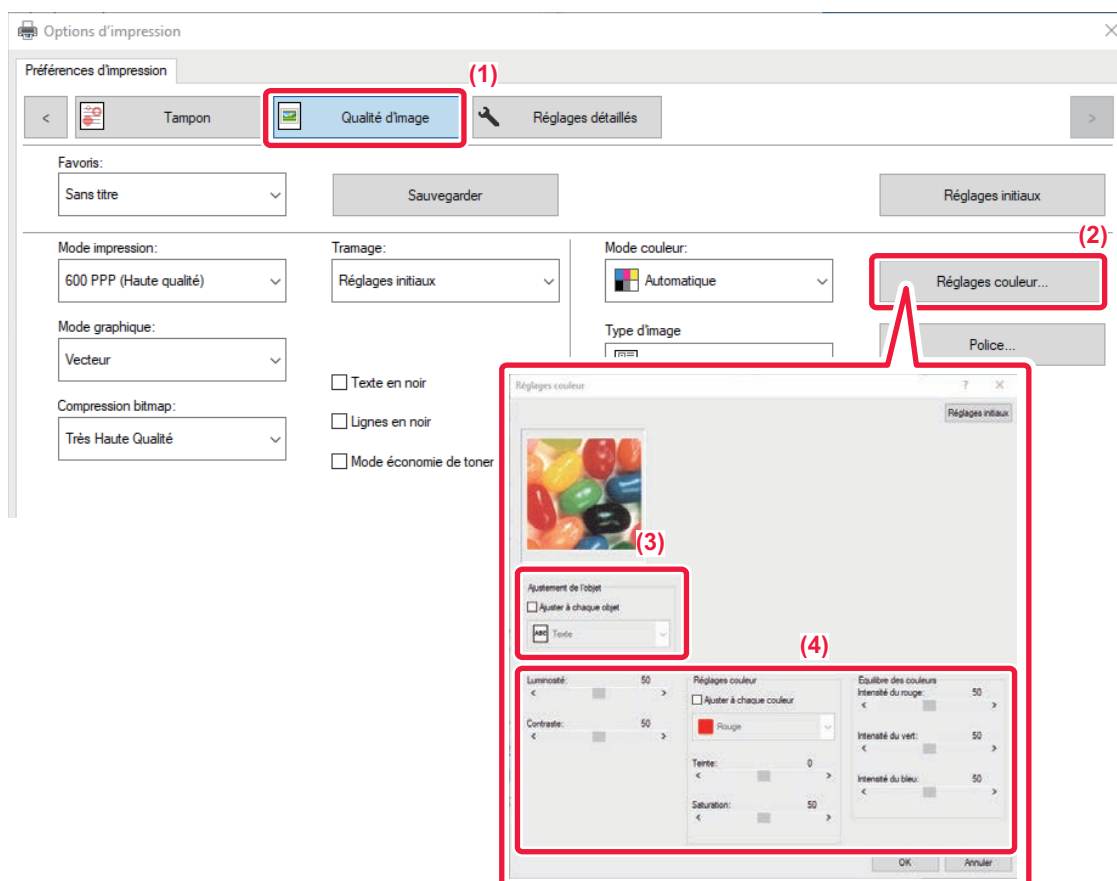 Options d'impression
Préférences d'impression
(1)
<
Tampon
Qualité d'image
Réglages détaillés
>
Favoris:
Sans titre
Sauvegarder
Réglages initiaux
(2)
Mode impression:
Tramage:
Mode couleur:
600 PPP (Haute qualité)
Réglages initiaux
Automatique
Réglages couleur...
Mode graphique:
Type d'image
Vecteur
Police...
Texte en noir
Compression bitmap:
Lignes en noir
Très Haute Qualité
Mode économie de toner
Réglages couleur
?
Réglages initiaux
(3)
Ajustement de l'objet
Ajuster à chaque objet
ABC Texte
(4)
Luminosité: 50
Contraste: 50
Réglages couleur
Ajuster à chaque couleur
Rouge
Teinte: 0
Saturation: 50
Équilibre des couleurs
Intensité du rouge: 50
Intensité du vert: 50
Intensité du bleu: 50
OK
Annuler